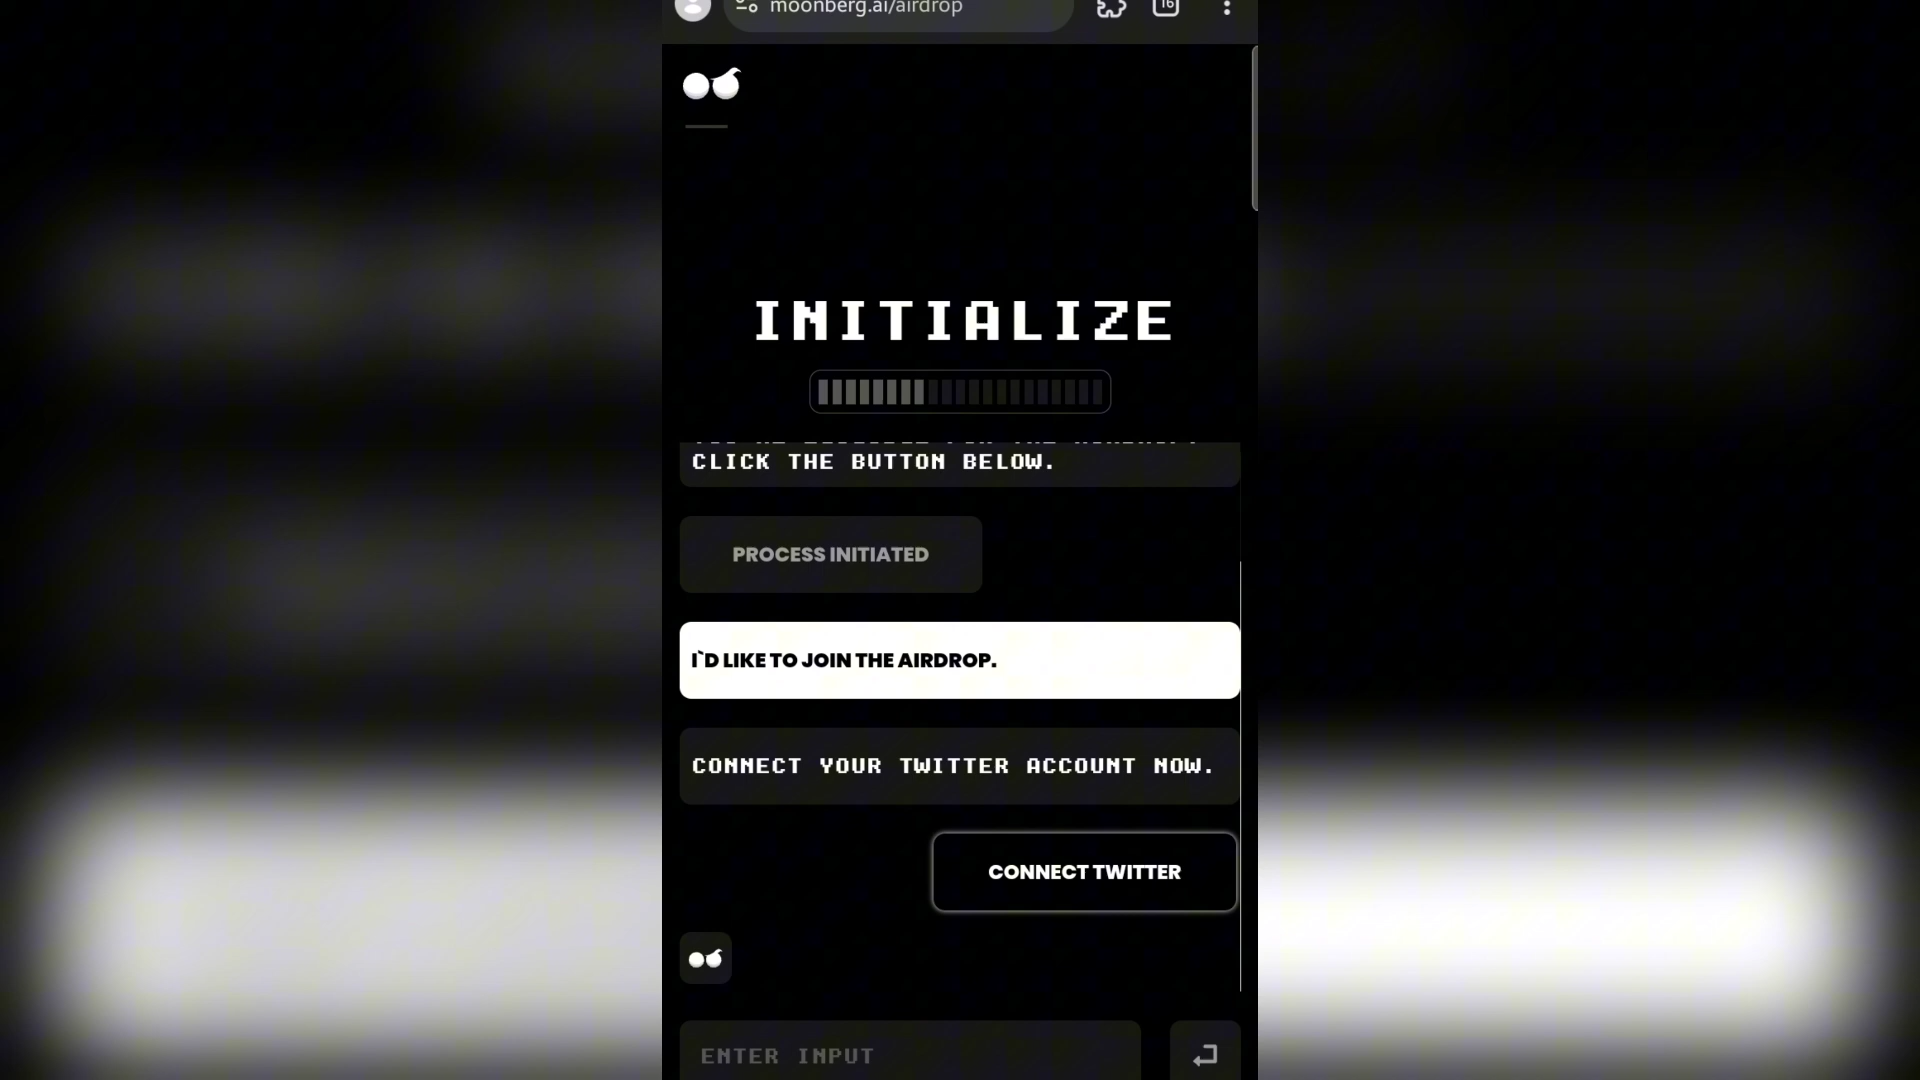 moonberg.ai/airdrop
16
INITIALIZE
CLICK THE BUTTON BELOW.
PROCESS INITIATED
I`D LIKE TO JOIN THE AIRDROP.
CONNECT YOUR TWITTER ACCOUNT NOW.
CONNECT TWITTER
ENTER INPUT